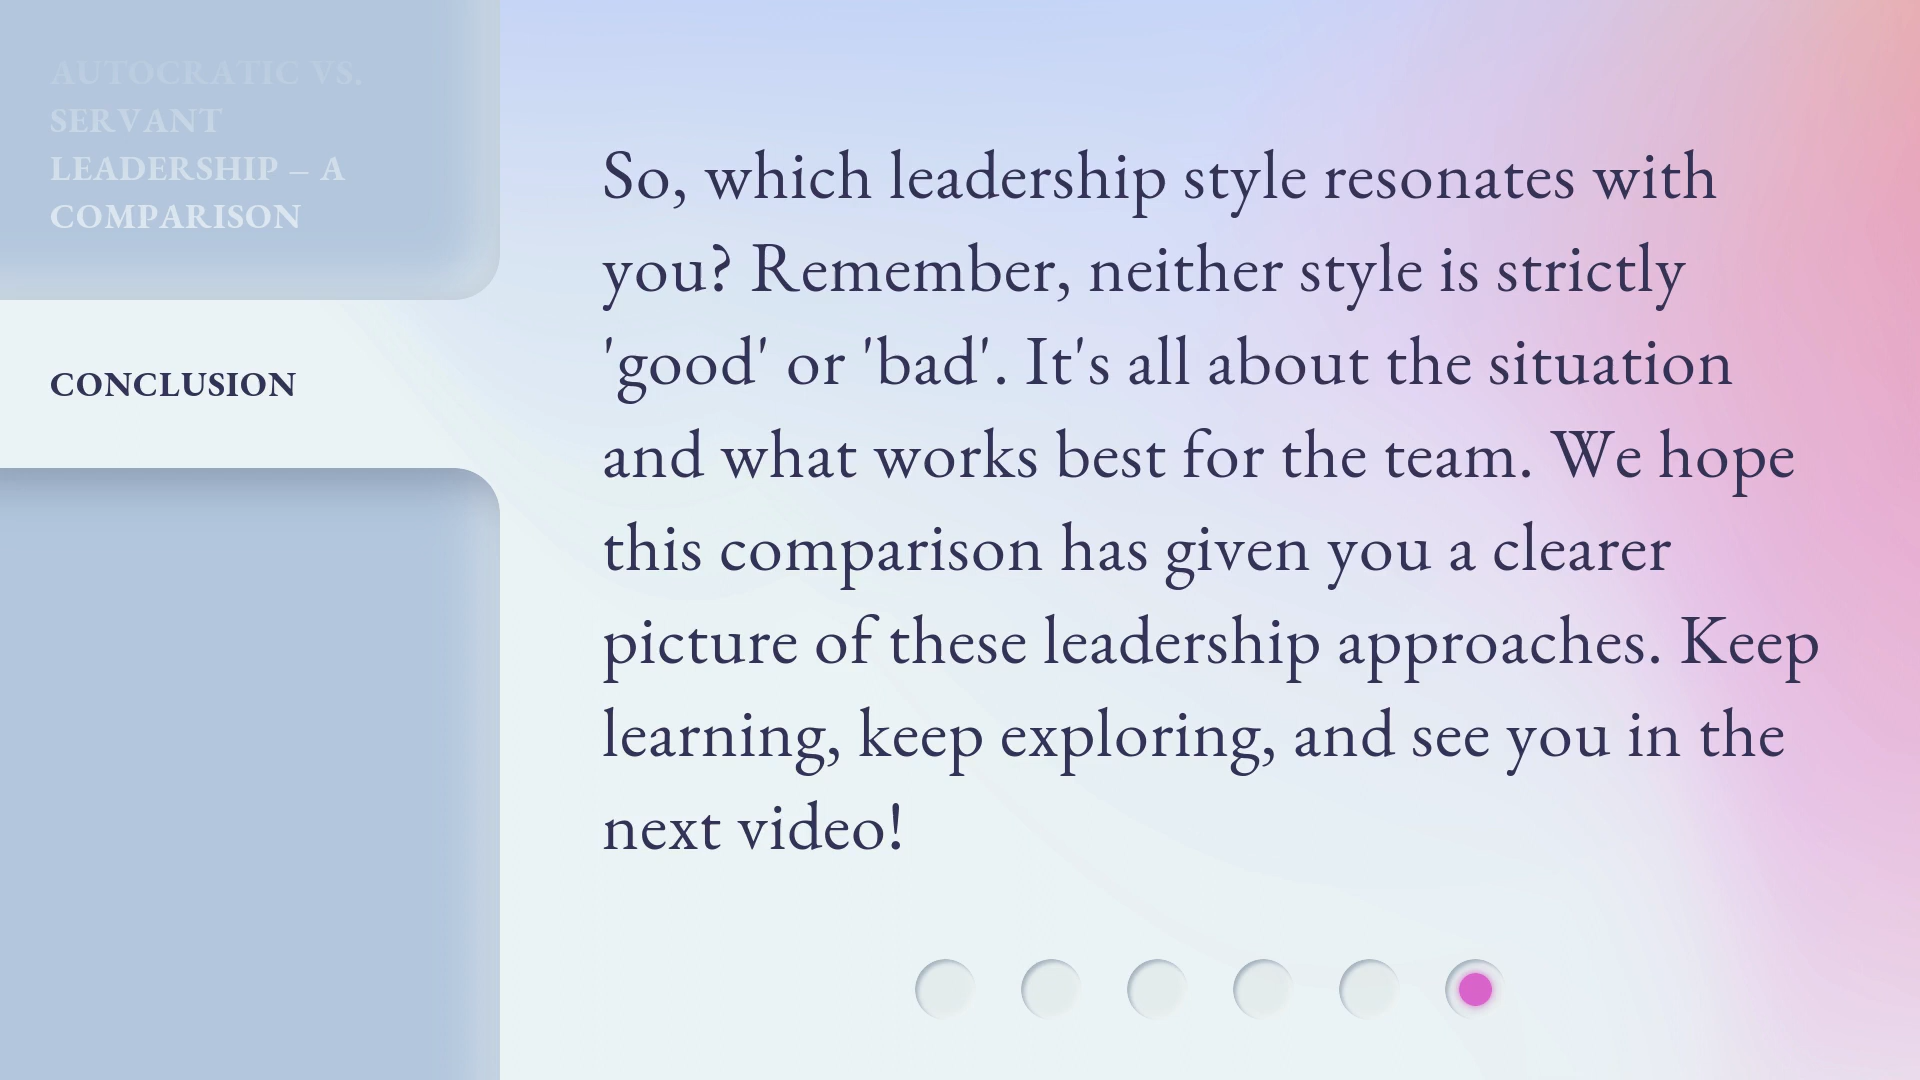 AUTOCRATIC VS.
SERVANT
LEADERSHIP – A
COMPARISON
CONCLUSION
So, which leadership style resonates with
you? Remember, neither style is strictly
'good' or 'bad'. It's all about the situation
and what works best for the team. We hope
this comparison has given you a clearer
picture of these leadership approaches. Keep
learning, keep exploring, and see you in the
next video!